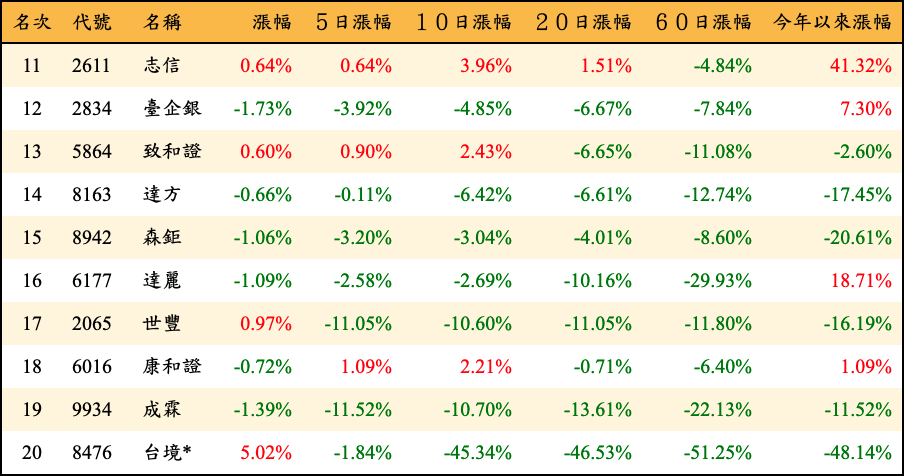 名次 代號 名稱 漲幅 ５日漲幅 １０日漲幅 ２０日漲幅 ６０日漲幅 今年以來漲幅
11 2611 志信 0.64% 0.64% 3.96% 1.51% -4.84% 41.32%
12 2834 臺企銀 -1.73% -3.92% -4.85% -6.67% -7.84% 7.30%
13 5864 致和證 0.60% 0.90% 2.43% -6.65% -11.08% -2.60%
14 8163 達方 -0.66% -0.11% -6.42% -6.61% -12.74% -17.45%
15 8942 森鉅 -1.06% -3.20% -3.04% -4.01% -8.60% -20.61%
16 6177 達麗 -1.09% -2.58% -2.69% -10.16% -29.93% 18.71%
17 2065 世豐 0.97% -11.05% -10.60% -11.05% -11.80% -16.19%
18 6016 康和證 -0.72% 1.09% 2.21% -0.71% -6.40% 1.09%
19 9934 成霖 -1.39% -11.52% -10.70% -13.61% -22.13% -11.52%
20 8476 台境* 5.02% -1.84% -45.34% -46.53% -51.25% -48.14%